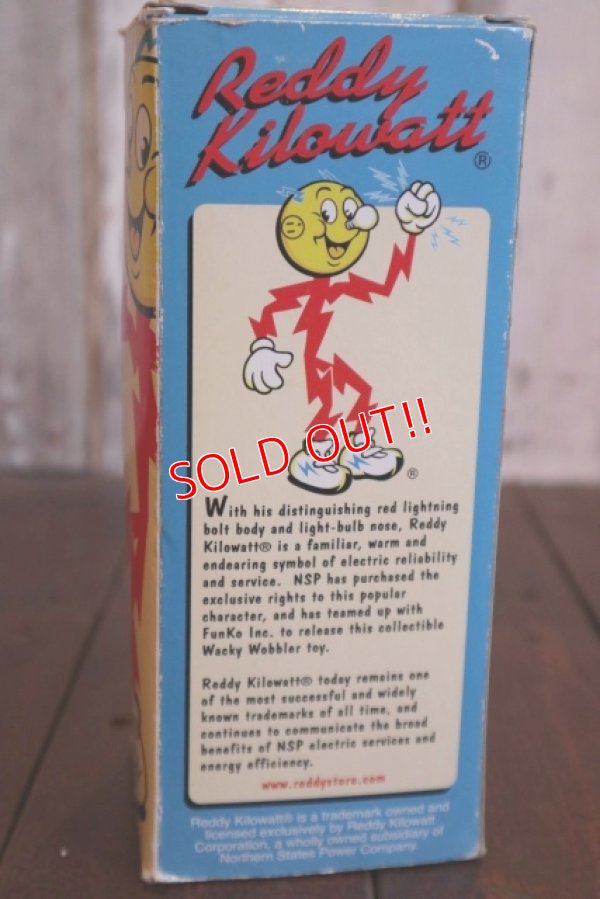 Reddy
Kilowatt®
SOLD OUT!!
®
With his distinguishing red lightning
bolt body and light-bulb nose, Reddy
Kilowatt® is a familiar, warm and
endearing symbol of electric reliability
and service. NSP has purchased the
exclusive rights to this popular
character, and has teamed up with
FunKo Inc. to release this collectible
Wacky Wobbler toy.
Reddy Kilowatt® today remains one
of the most successful and widely
known trademarks of all time, and
continues to communicate the broad
benefits of NSP electric services and
energy efficiency.
www.reddystore.com
Reddy Kilowatt® is a trademark owned and
licensed exclusively by Reddy Kilowatt
Corporation, a wholly owned subsidiary of
Northern States Power Company.